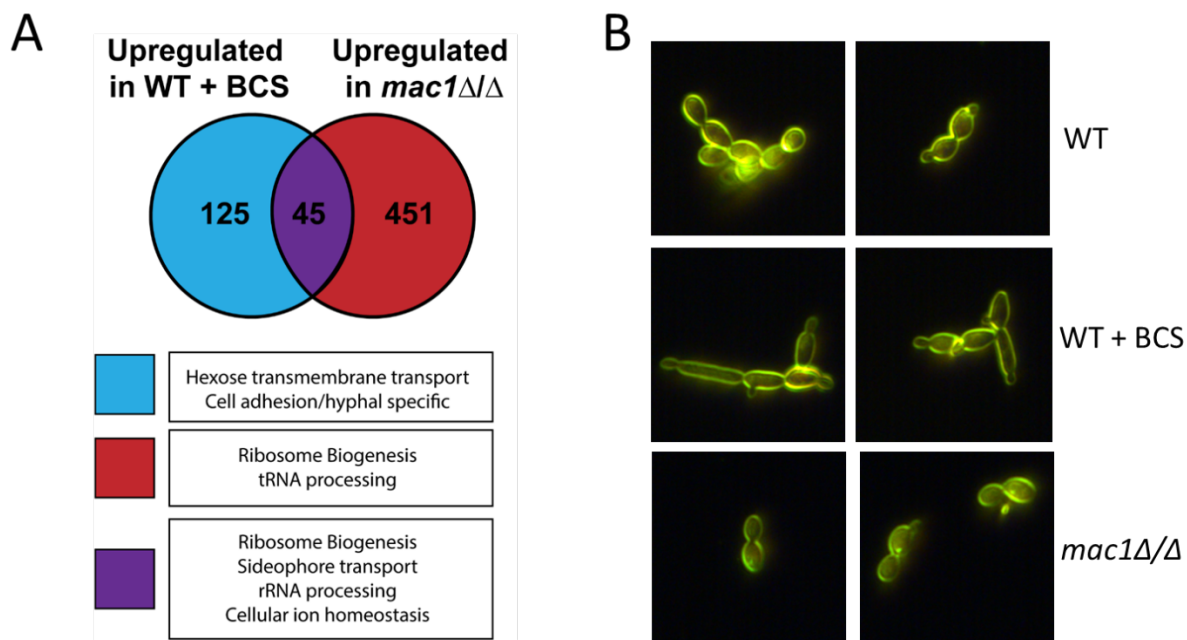 A
Upregulated
in WT + BCS
Upregulated
in mac1Δ/Δ
125
45
451
Hexose transmembrane transport
Cell adhesion/hyphal specific
Ribosome Biogenesis
tRNA processing
Ribosome Biogenesis
Sideophore transport
rRNA processing
Cellular ion homeostasis
B
WT
WT + BCS
mac1Δ/Δ